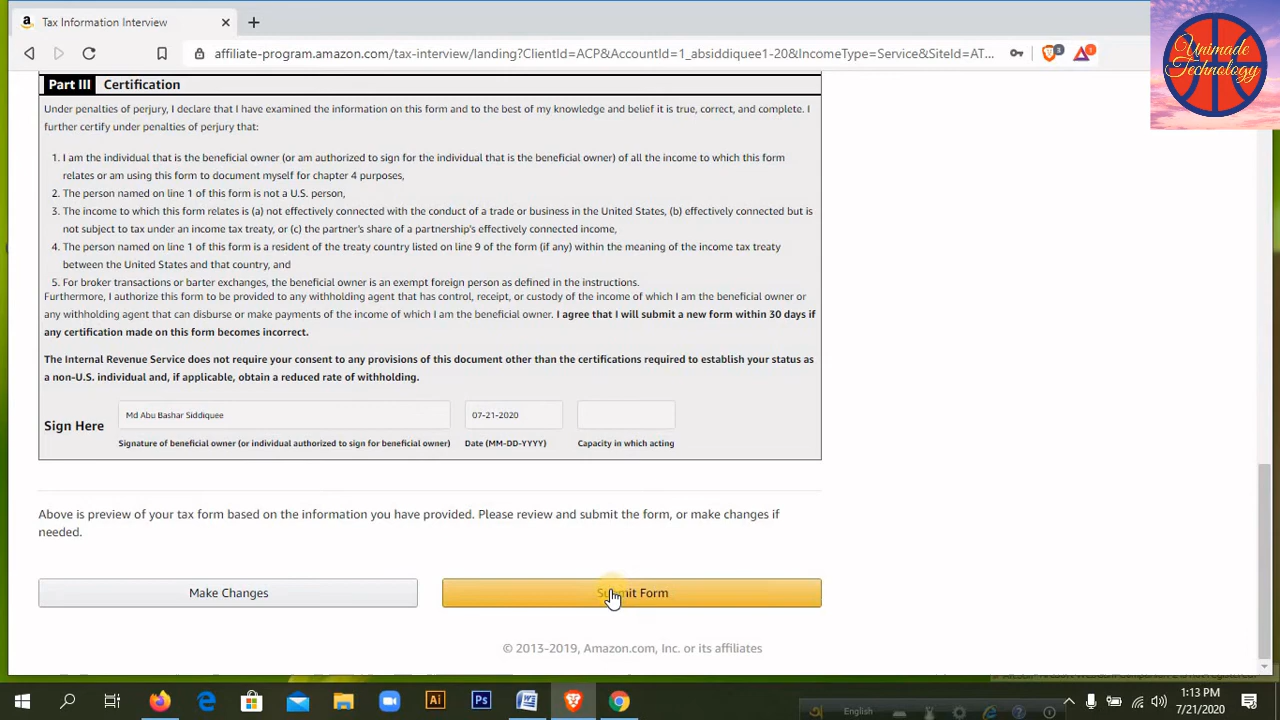 Tax Information Interview
affiliate-program.amazon.com/tax-interview/landing?ClientId=ACP&AccountId=1_absiddiquee1-20&IncomeType=Service&SiteId=AT...
Unimade
Technology
Part III Certification
Under penalties of perjury, I declare that I have examined the information on this form and to the best of my knowledge and belief it is true, correct, and complete. I
further certify under penalties of perjury that:
1. I am the individual that is the beneficial owner (or am authorized to sign for the individual that is the beneficial owner) of all the income to which this form
relates or am using this form to document myself for chapter 4 purposes,
2. The person named on line 1 of this form is not a U.S. person,
3. The income to which this form relates is (a) not effectively connected with the conduct of a trade or business in the United States, (b) effectively connected but is
not subject to tax under an income tax treaty, or (c) the partner's share of a partnership's effectively connected income,
4. The person named on line 1 of this form is a resident of the treaty country listed on line 9 of the form (if any) within the meaning of the income tax treaty
between the United States and that country, and
5. For broker transactions or barter exchanges, the beneficial owner is an exempt foreign person as defined in the instructions.
Furthermore, I authorize this form to be provided to any withholding agent that has control, receipt, or custody of the income of which I am the beneficial owner or
any withholding agent that can disburse or make payments of the income of which I am the beneficial owner. I agree that I will submit a new form within 30 days if
any certification made on this form becomes incorrect.
The Internal Revenue Service does not require your consent to any provisions of this document other than the certifications required to establish your status as
a non-U.S. individual and, if applicable, obtain a reduced rate of withholding.
Sign Here
Md Abu Bashar Siddiquee
07-21-2020
Signature of beneficial owner (or individual authorized to sign for beneficial owner)
Date (MM-DD-YYYY)
Capacity in which acting
Above is preview of your tax form based on the information you have provided. Please review and submit the form, or make changes if
needed.
Make Changes
Submit Form
© 2013-2019, Amazon.com, Inc. or its affiliates
English
1:13 PM
7/21/2020